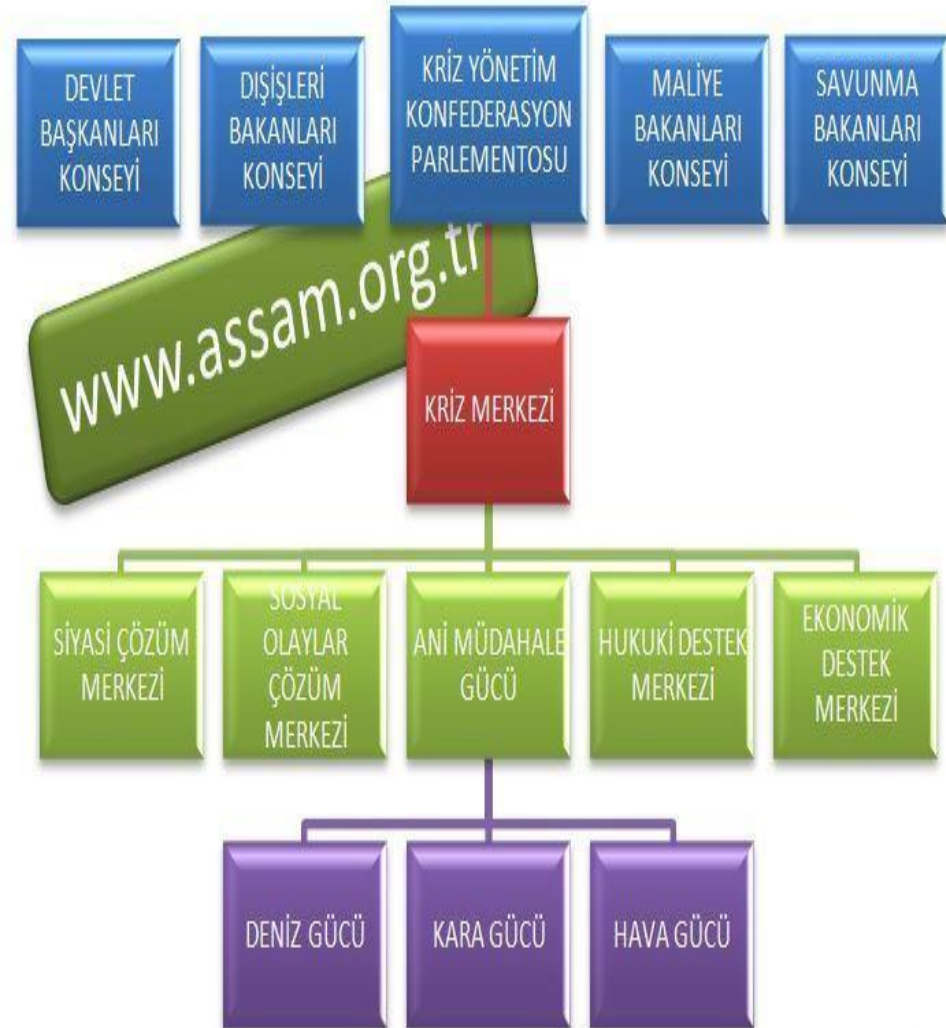 DEVLET
BAŞKANLARI
KONSEYİ
DIŞİŞLERİ
BAKANLARI
KONSEYİ
KRİZ YÖNETİM
KONFEDERASYON
PARLEMENTOSU
MALİYE
BAKANLARI
KONSEYİ
SAVUNMA
BAKANLARI
KONSEYİ
www.assam.org.tr
KRİZ MERKEZİ
SİYASİ ÇÖZÜM
MERKEZİ
SOSYAL
OLAYLAR
ÇÖZÜM
MERKEZİ
ANİ MÜDAHALE
GÜCÜ
HUKUKİ DESTEK
MERKEZİ
EKONOMİK
DESTEK
MERKEZİ
DENİZ GÜCÜ
KARA GÜCÜ
HAVA GÜCÜ